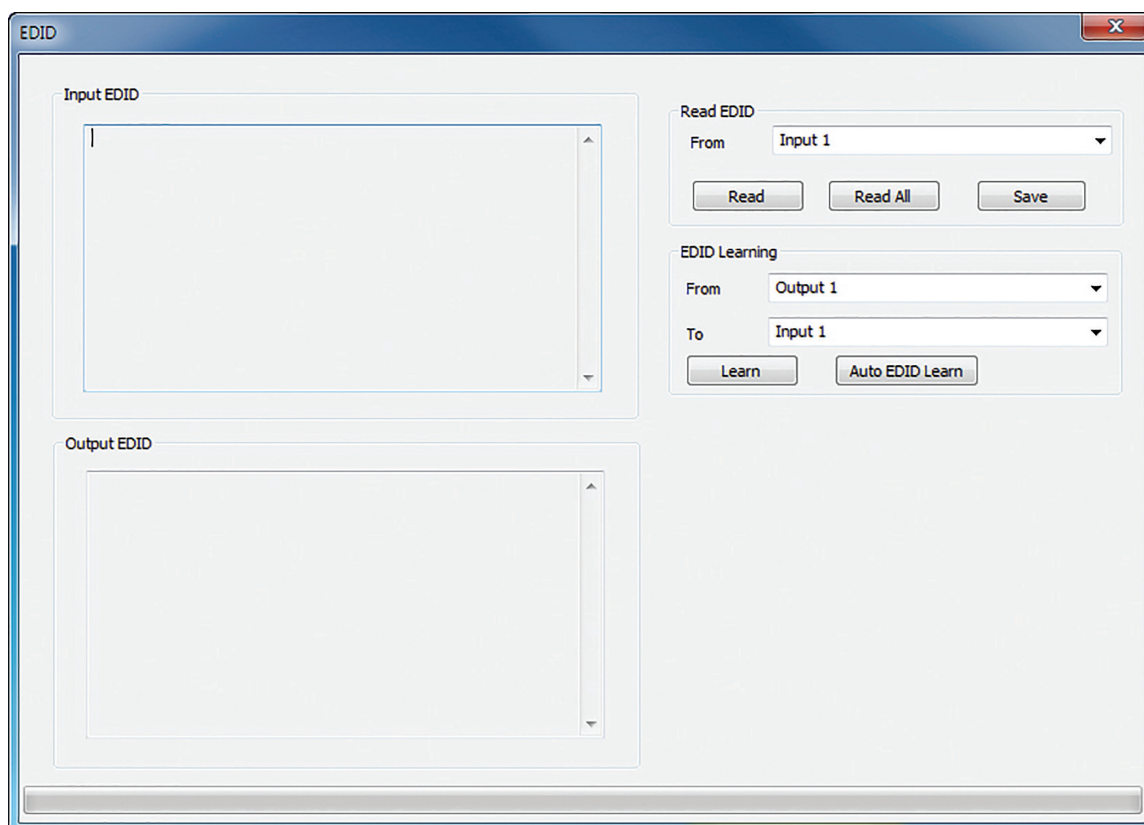 EDID
Input EDID
Read EDID
From Input 1
Read Read All Save
EDID Learning
From Output 1
To Input 1
Learn Auto EDID Learn
Output EDID